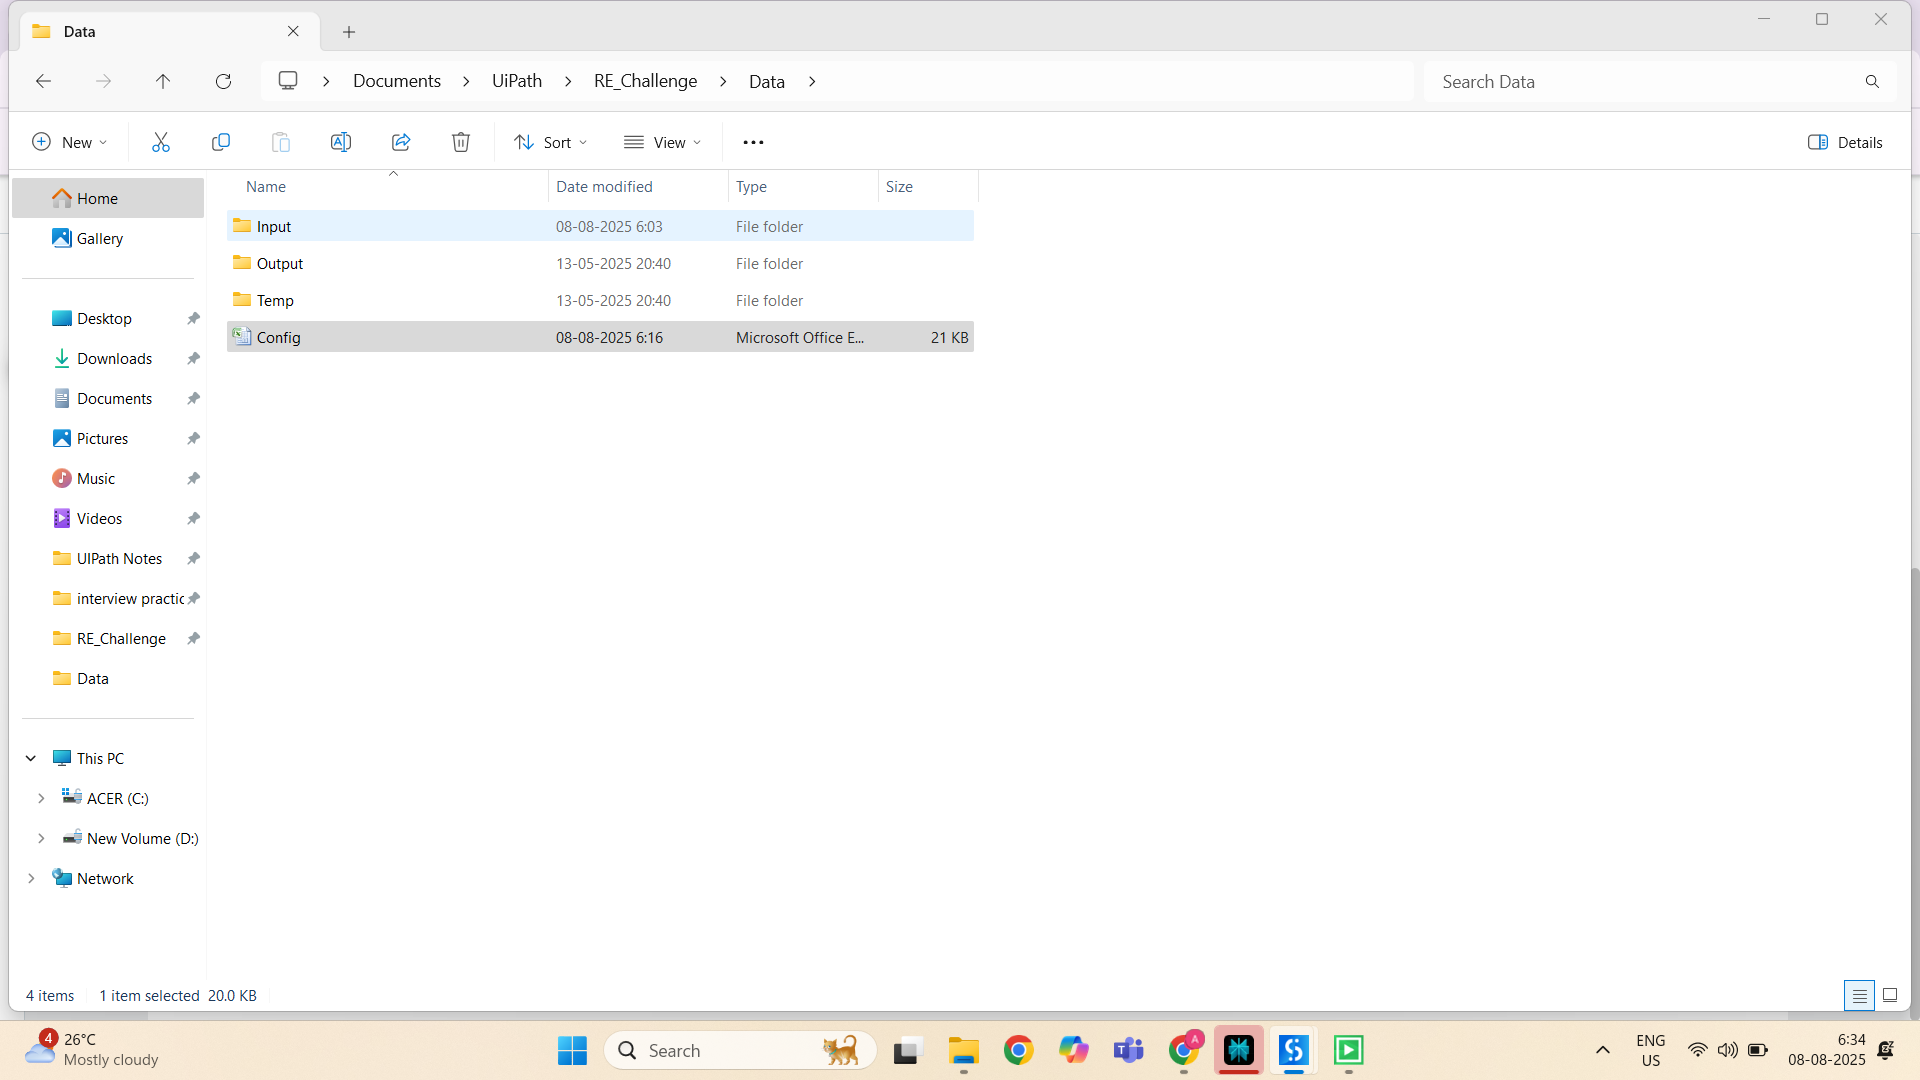 Data
Documents
UiPath
RE_Challenge
Data
Search Data
New
Sort
View
Details
Name
Date modified
Type
Size
Home
Gallery
Input 08-08-2025 6:03 File folder
Output 13-05-2025 20:40 File folder
Temp 13-05-2025 20:40 File folder
Config 08-08-2025 6:16 Microsoft Office E... 21 KB
Desktop
Downloads
Documents
Pictures
Music
Videos
UIPath Notes
interview practic
RE_Challenge
Data
This PC
ACER (C:)
New Volume (D:)
Network
4 items 1 item selected 20.0 KB
4
26°C
Mostly cloudy
Search
A
ENG
US
6:34
08-08-2025